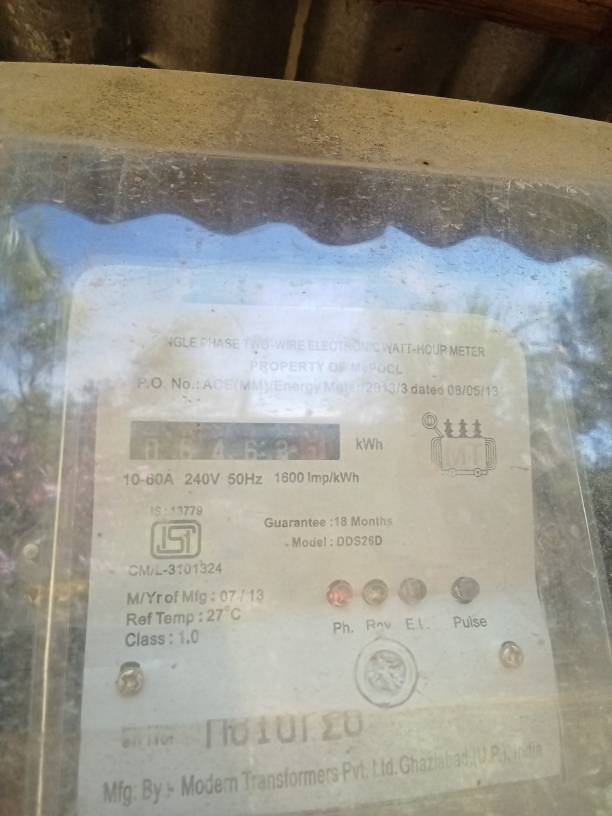 NGLE PHASE TWO-WIRE ELECTRONIC WATT-HOUR METER
PROPERTY OF
P.O. No.: ACE(MM)/Energy Meter/2013/3 dated 08/05/13
kWh
MT
10-60A 240V 50Hz 1600 Imp/kWh
IS : 13779
Guarantee :18 Months
ISI
Model : DDS26D
CM/L-3101324
M/Yr of Mfg : 07 / 13
Ref Temp : 27°C
Class : 1.0
Ph. Rev E.L. Pulse
Mfg. By :- Modern Transformers Pvt. Ltd. Ghaziabad,(U.P.), India